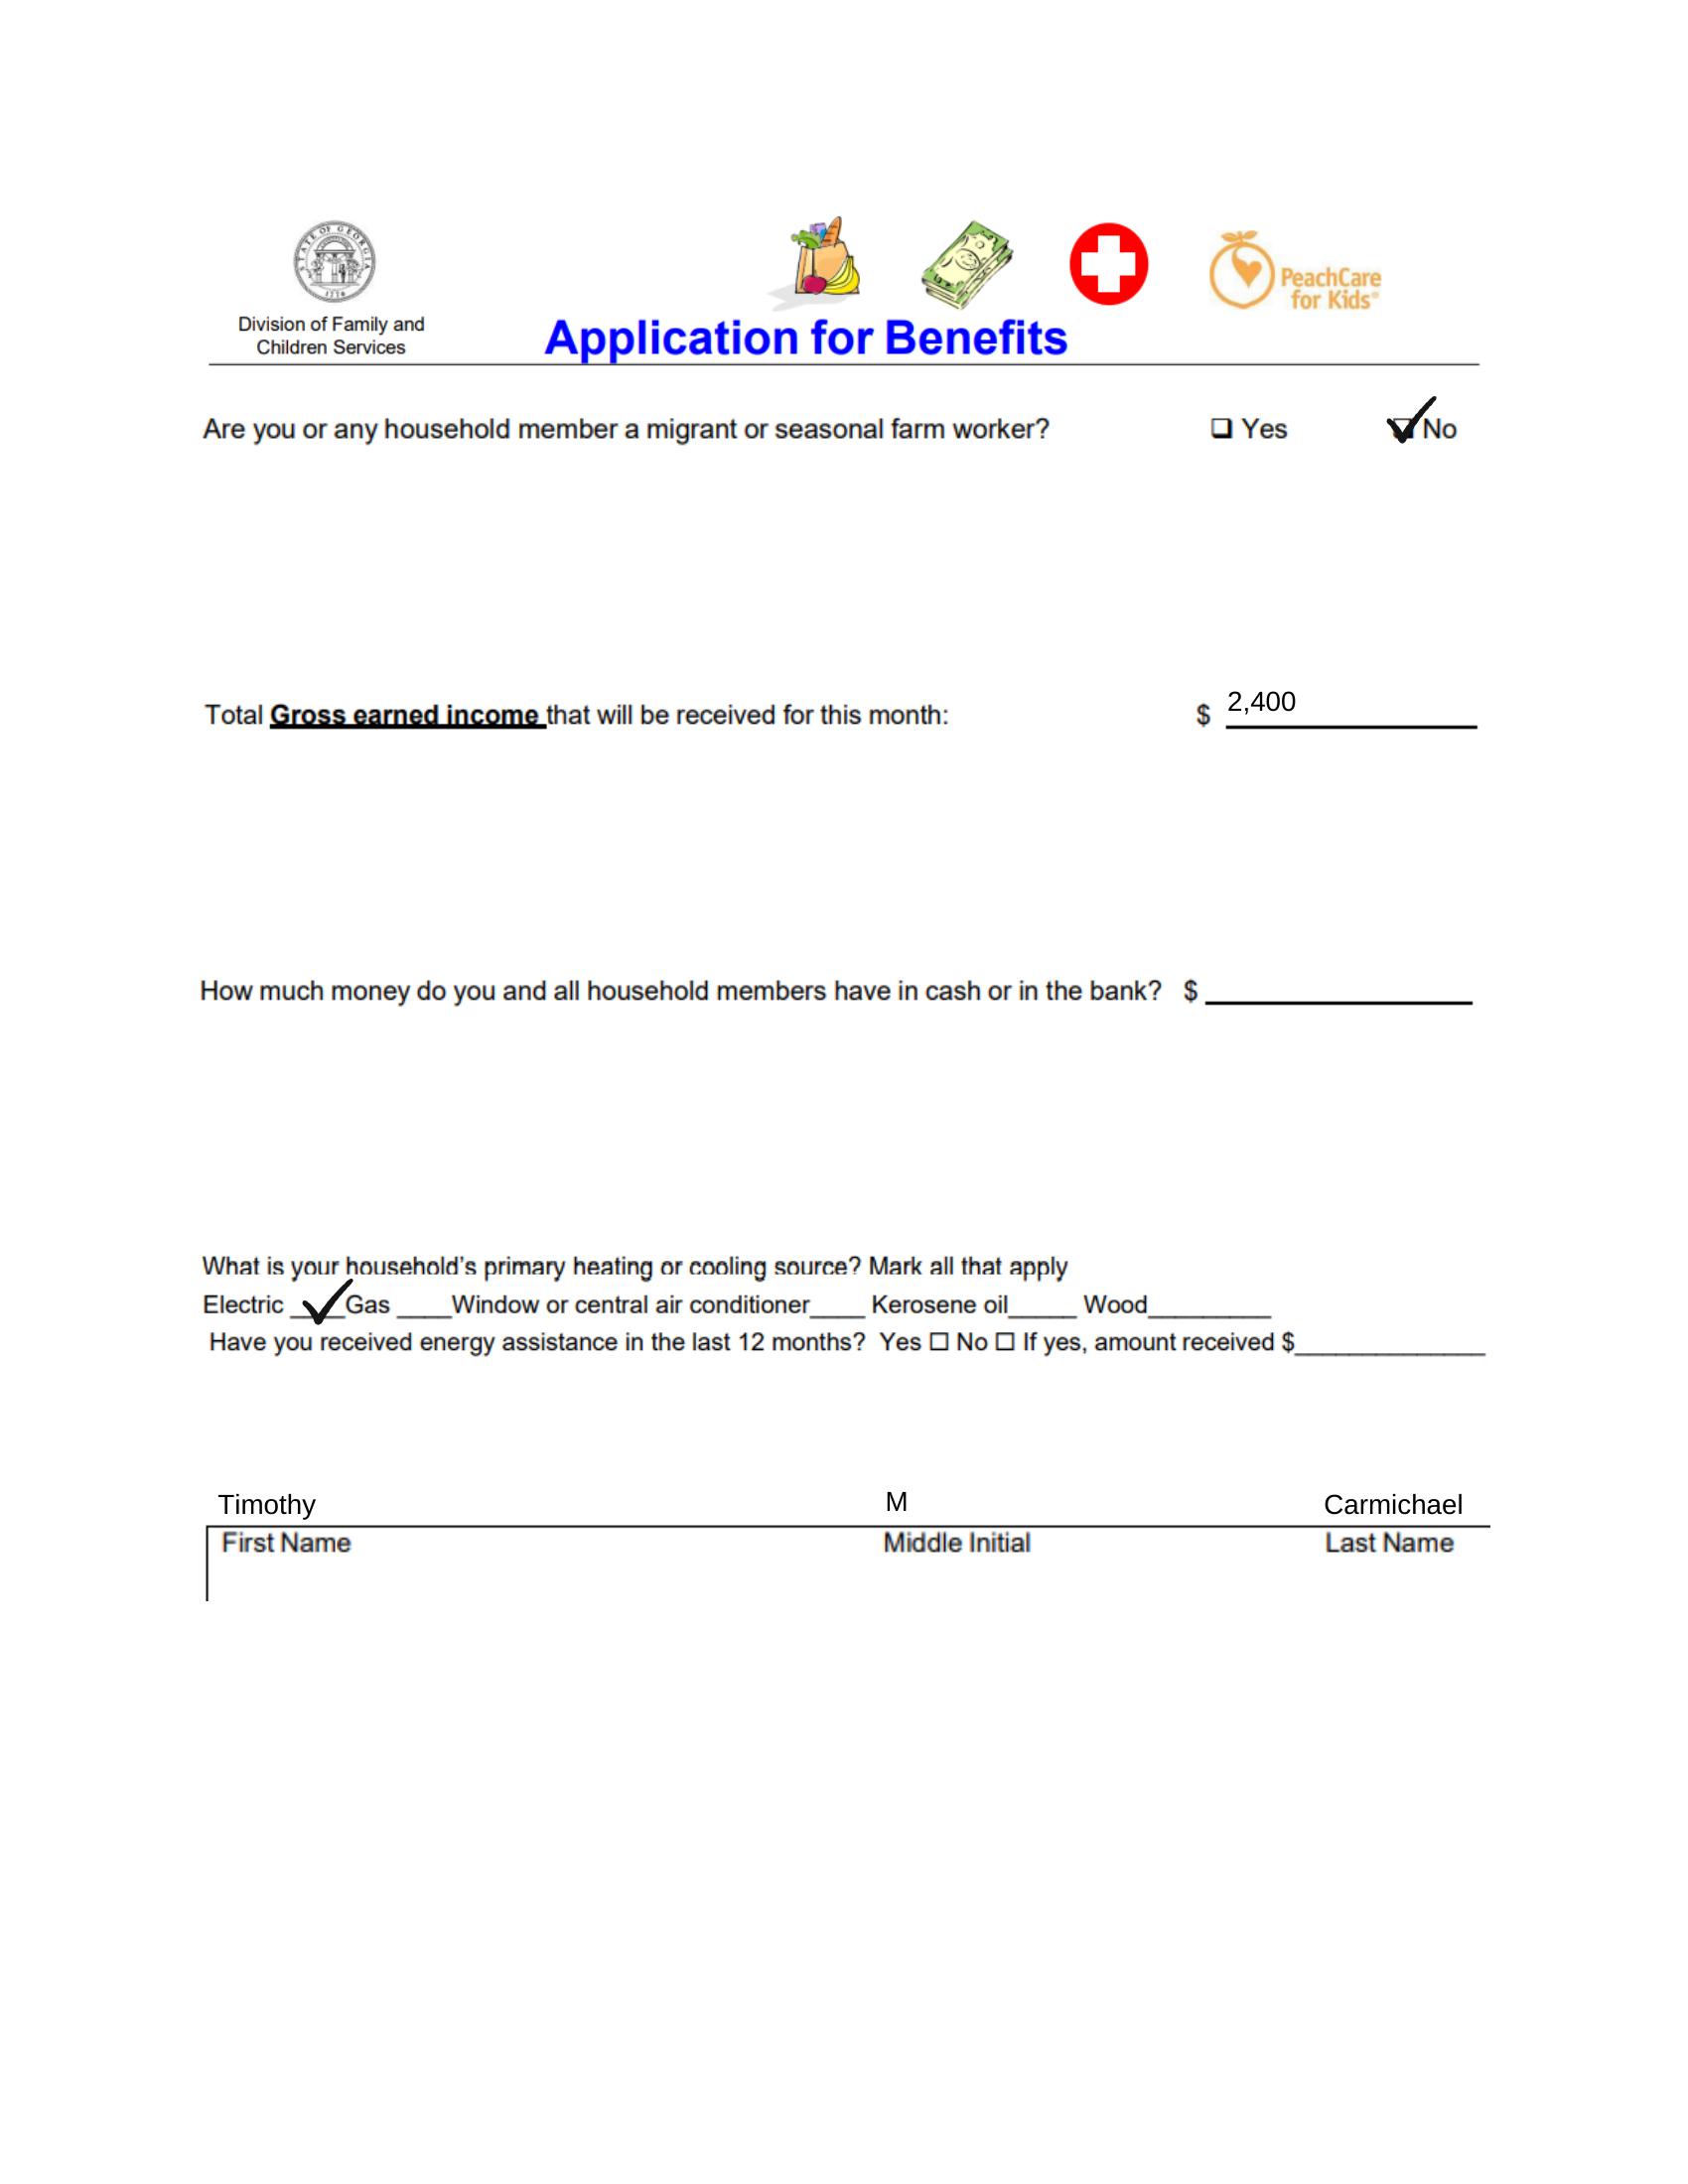 STATE OF GEORGIA
1776
PeachCare
for Kids®
Division of Family and
Children Services
Application for Benefits
Are you or any household member a migrant or seasonal farm worker? ❑ Yes ☑ No
Total Gross earned income that will be received for this month: $ 2,400
How much money do you and all household members have in cash or in the bank? $ ____________
What is your household's primary heating or cooling source? Mark all that apply
Electric __✓__Gas ____Window or central air conditioner____ Kerosene oil_____ Wood_________
Have you received energy assistance in the last 12 months? Yes ☐ No ☐ If yes, amount received $______________
Timothy M Carmichael
First Name Middle Initial Last Name